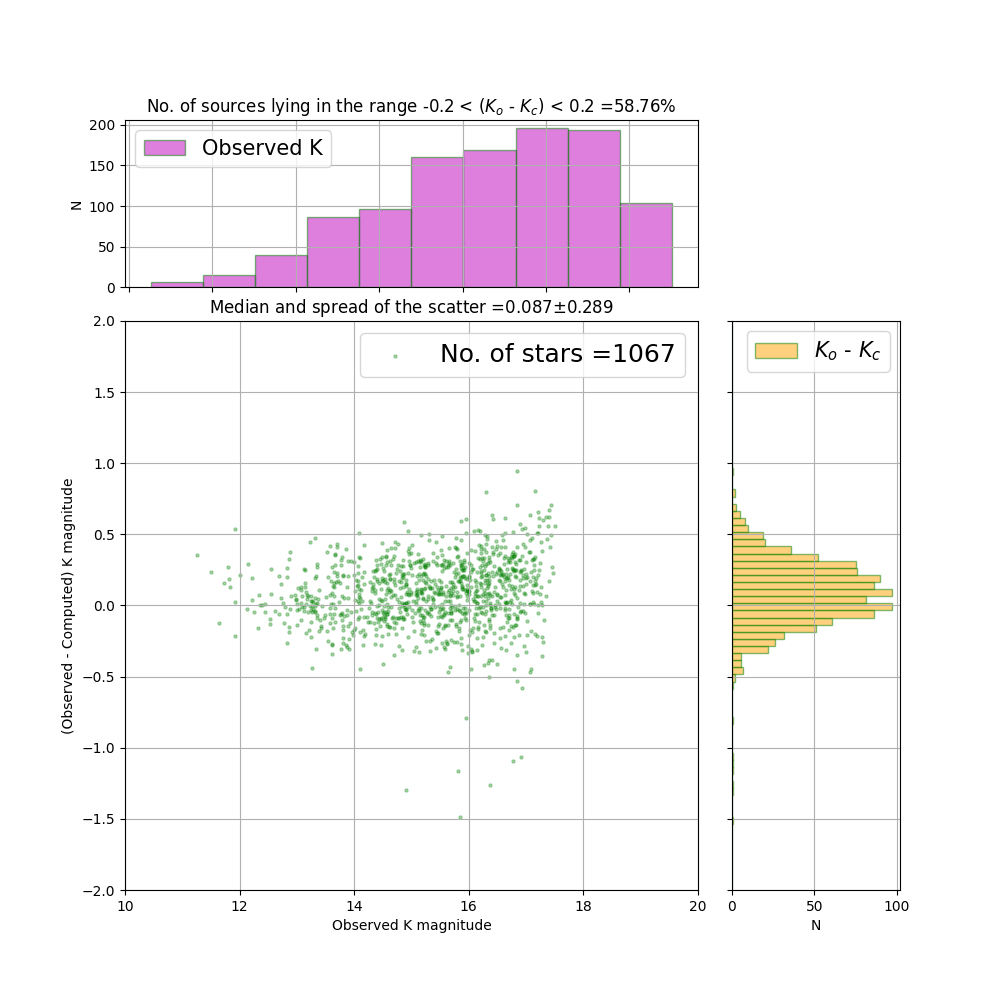 No. of sources lying in the range -0.2 < (K_o - K_c) < 0.2 =58.76%
200
150
100
50
0
N
Observed K
Median and spread of the scatter =0.087±0.289
2.0
1.5
1.0
0.5
0.0
−0.5
−1.0
−1.5
−2.0
(Observed - Computed) K magnitude
No. of stars =1067
10 12 14 16 18 20
Observed K magnitude
K_o - K_c
0 50 100
N